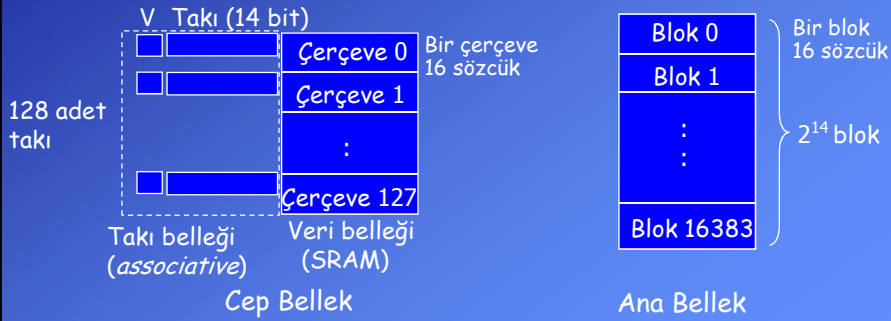 V Takı (14 bit)
Çerçeve 0
Bir çerçeve
16 sözcük
Çerçeve 1
128 adet
takı
:
Çerçeve 127
Takı belleği
(associative)
Veri belleği
(SRAM)
Cep Bellek
Blok 0
Bir blok
16 sözcük
Blok 1
:
:
2¹⁴ blok
Blok 16383
Ana Bellek